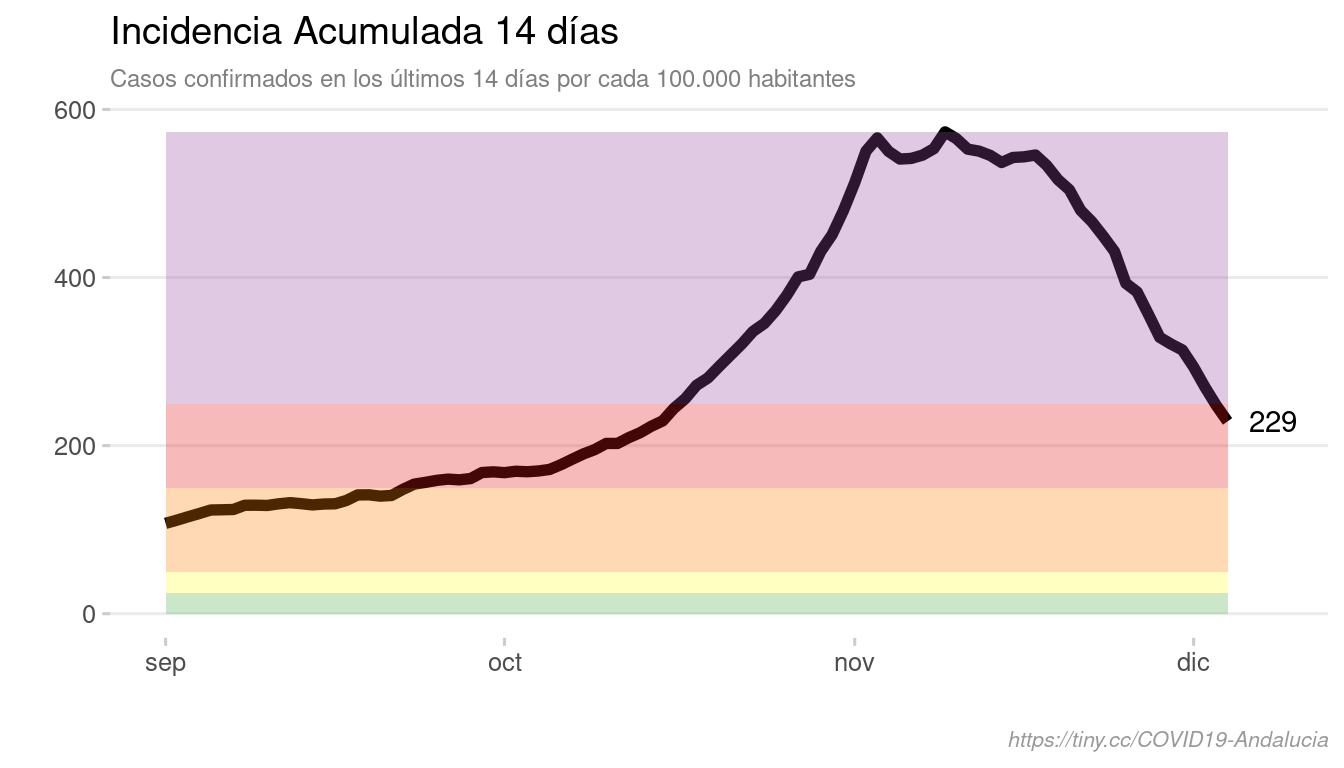 Incidencia Acumulada 14 días
Casos confirmados en los últimos 14 días por cada 100.000 habitantes
600
400
200
0
229
sep oct nov dic
https://tiny.cc/COVID19-Andalucia